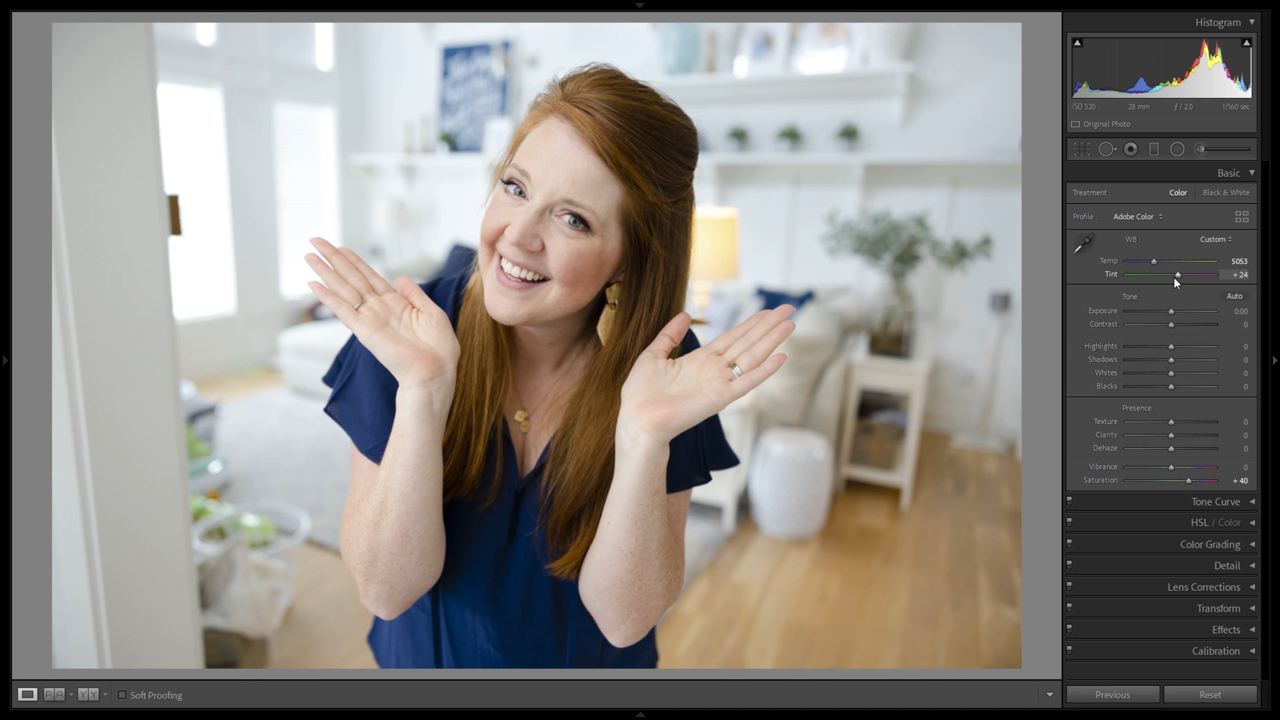 Histogram
ISO 320 28 mm ƒ / 2.0 1/160 sec
Original Photo
Basic
Treatment: Color Black & White
Profile: Adobe Color
WB: Custom
Temp 5053
Tint + 24
Tone Auto
Exposure 0.00
Contrast 0
Highlights 0
Shadows 0
Whites 0
Blacks 0
Presence
Texture 0
Clarity 0
Dehaze 0
Vibrance 0
Saturation + 40
Tone Curve
HSL / Color
Color Grading
Detail
Lens Corrections
Transform
Effects
Calibration
Soft Proofing
Previous Reset